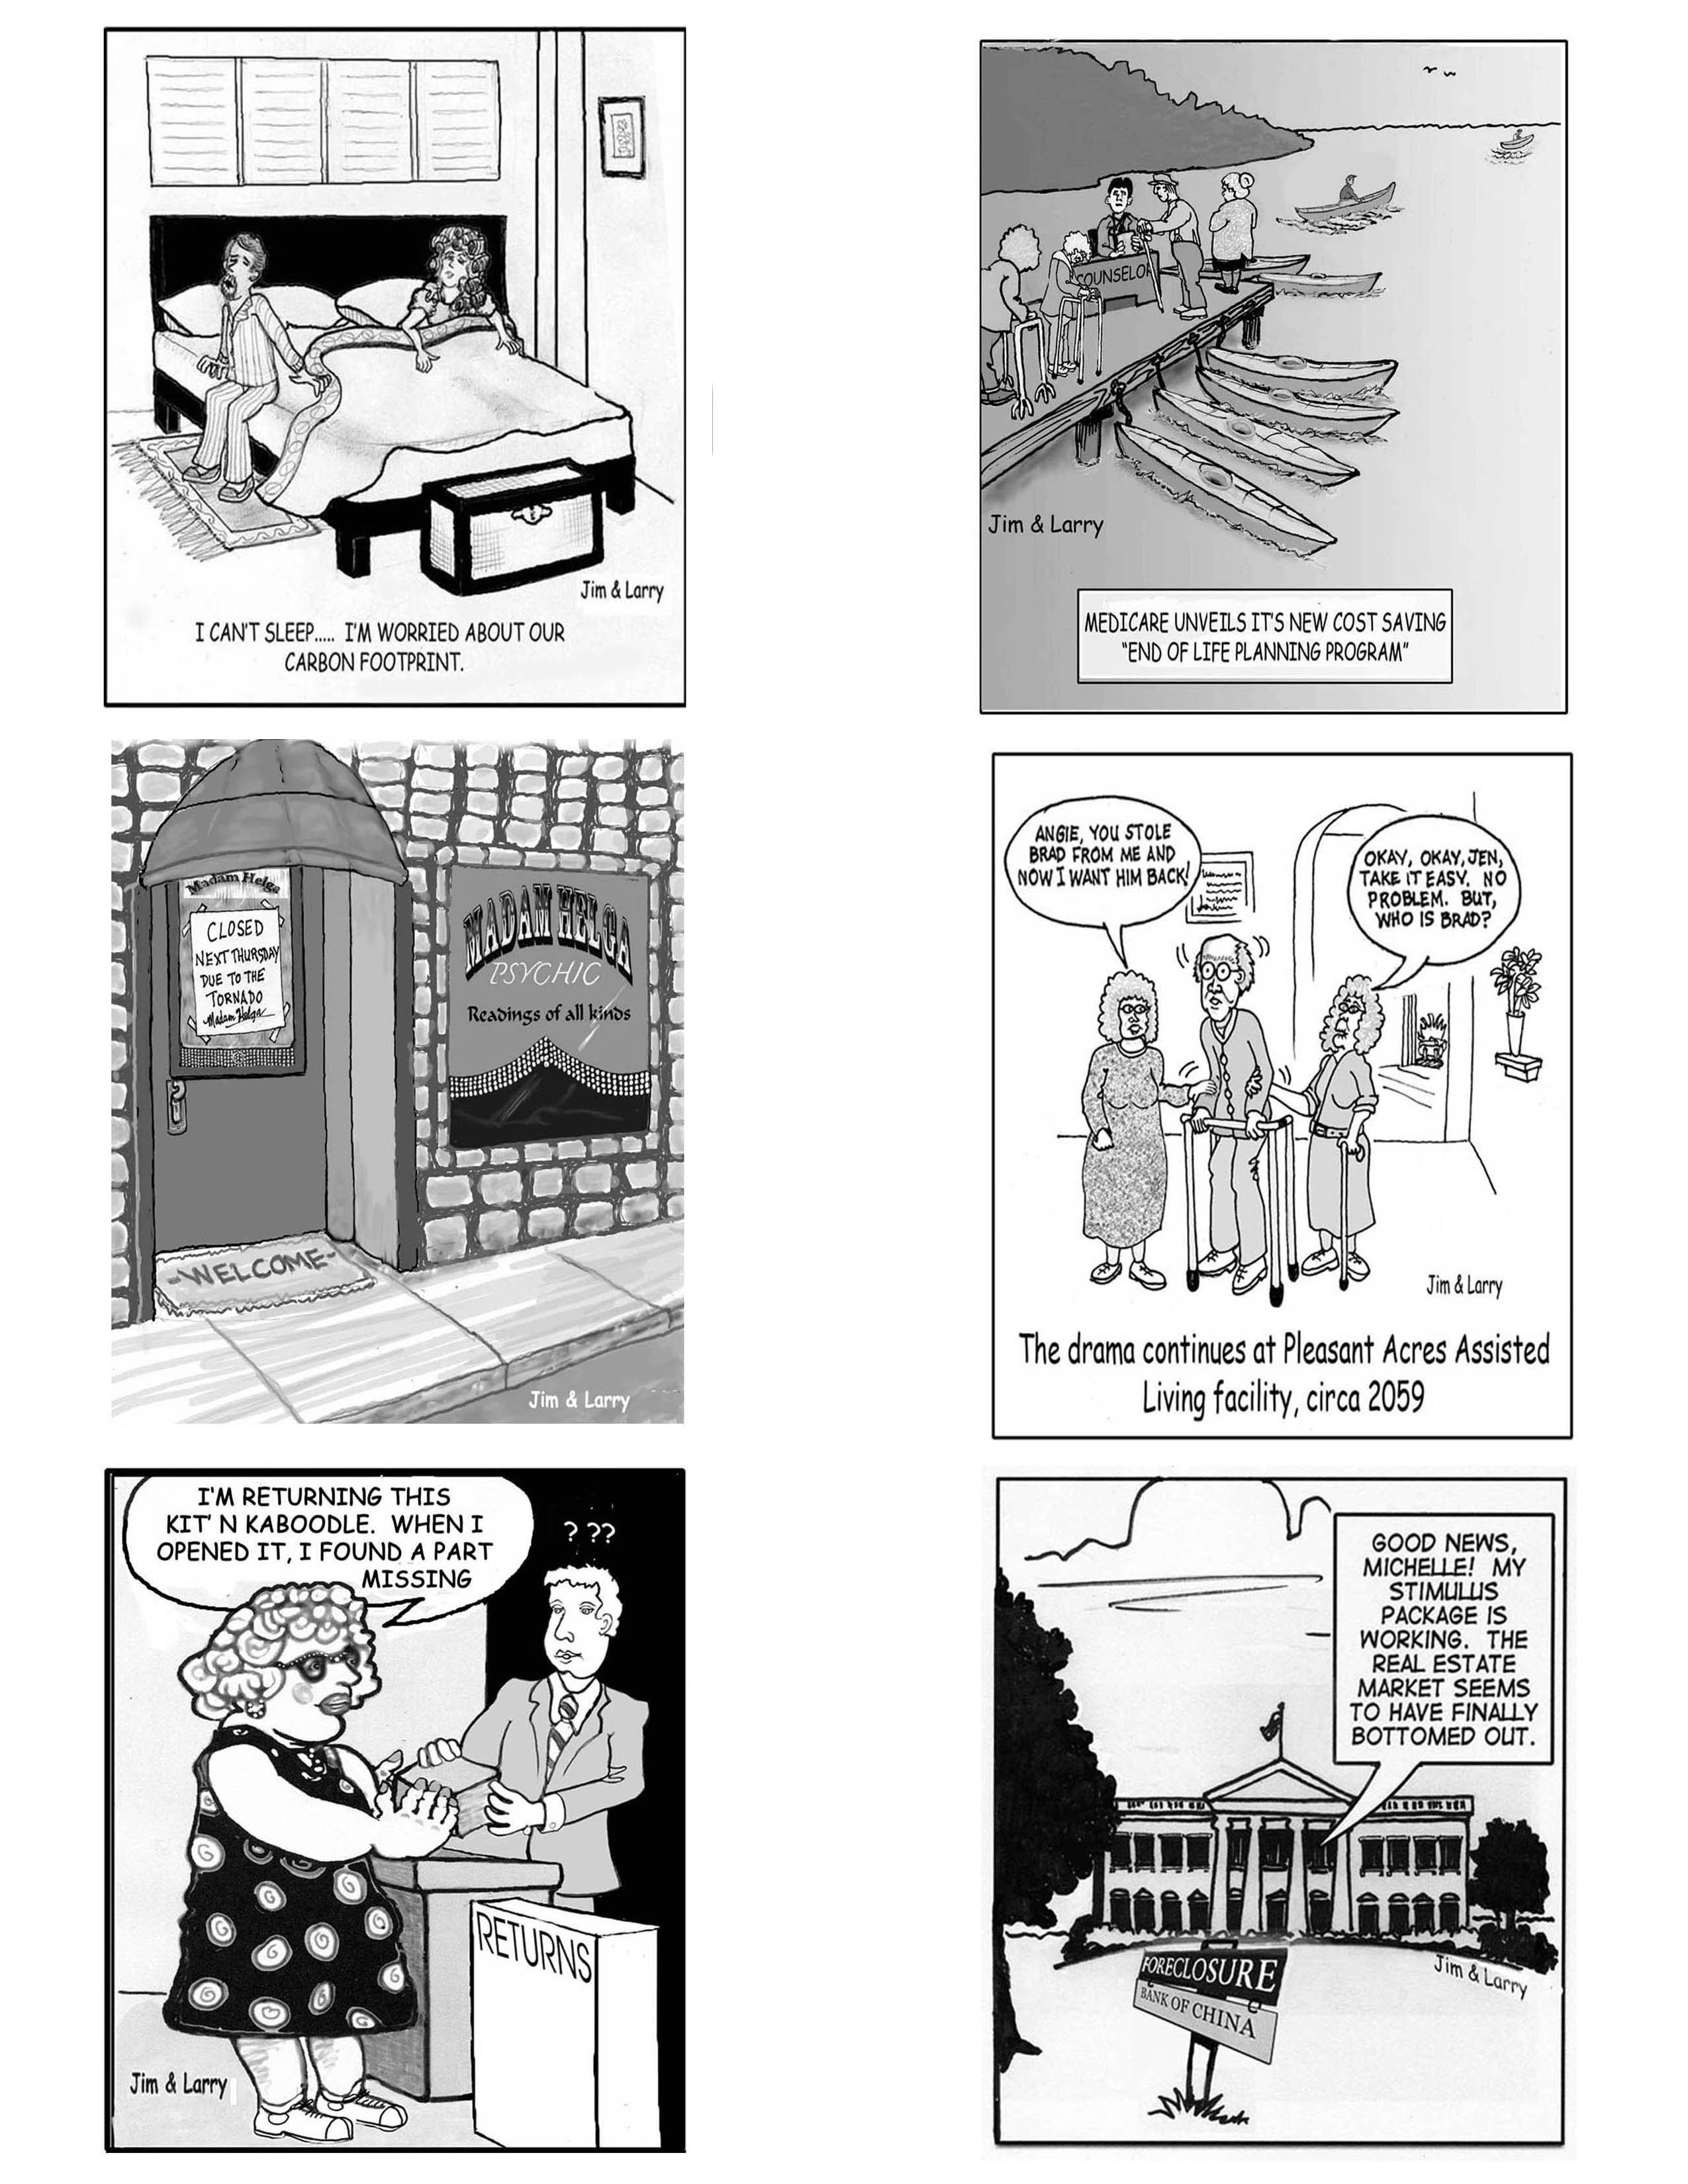 Jim & Larry
I CAN'T SLEEP..... I'M WORRIED ABOUT OUR
CARBON FOOTPRINT.
COUNSELOR
Jim & Larry
MEDICARE UNVEILS IT'S NEW COST SAVING
"END OF LIFE PLANNING PROGRAM"
Madam Helga
CLOSED
NEXT THURSDAY
DUE TO THE
TORNADO
Madam Helga
MADAM HELGA
PSYCHIC
Readings of all kinds
-WELCOME-
Jim & Larry
ANGIE, YOU STOLE
BRAD FROM ME AND
NOW I WANT HIM BACK!
OKAY, OKAY, JEN,
TAKE IT EASY. NO
PROBLEM. BUT,
WHO IS BRAD?
Jim & Larry
The drama continues at Pleasant Acres Assisted
Living facility, circa 2059
I'M RETURNING THIS
KIT' N KABOODLE. WHEN I
OPENED IT, I FOUND A PART
MISSING
? ??
RETURNS
Jim & Larry
GOOD NEWS,
MICHELLE! MY
STIMULUS
PACKAGE IS
WORKING. THE
REAL ESTATE
MARKET SEEMS
TO HAVE FINALLY
BOTTOMED OUT.
FORECLOSURE
BANK OF CHINA
Jim & Larry